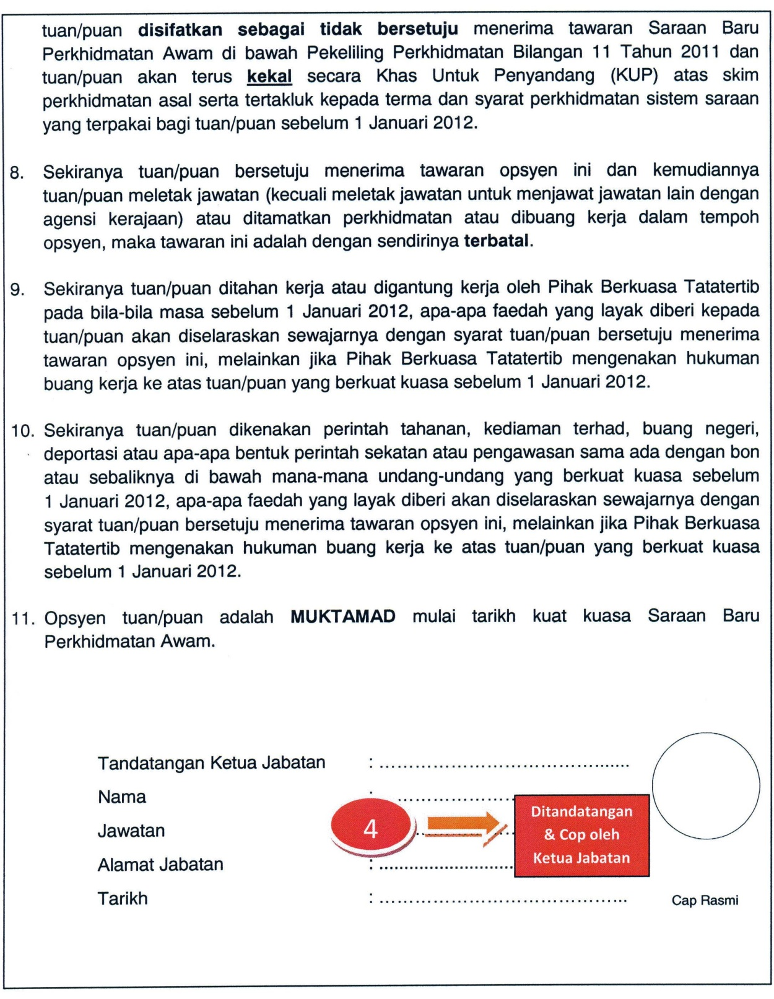 tuan/puan disifatkan sebagai tidak bersetuju menerima tawaran Saraan Baru
Perkhidmatan Awam di bawah Pekeliling Perkhidmatan Bilangan 11 Tahun 2011 dan
tuan/puan akan terus kekal secara Khas Untuk Penyandang (KUP) atas skim
perkhidmatan asal serta tertakluk kepada terma dan syarat perkhidmatan sistem saraan
yang terpakai bagi tuan/puan sebelum 1 Januari 2012.
8. Sekiranya tuan/puan bersetuju menerima tawaran opsyen ini dan kemudiannya
tuan/puan meletak jawatan (kecuali meletak jawatan untuk menjawat jawatan lain dengan
agensi kerajaan) atau ditamatkan perkhidmatan atau dibuang kerja dalam tempoh
opsyen, maka tawaran ini adalah dengan sendirinya terbatal.
9. Sekiranya tuan/puan ditahan kerja atau digantung kerja oleh Pihak Berkuasa Tatatertib
pada bila-bila masa sebelum 1 Januari 2012, apa-apa faedah yang layak diberi kepada
tuan/puan akan diselaraskan sewajarnya dengan syarat tuan/puan bersetuju menerima
tawaran opsyen ini, melainkan jika Pihak Berkuasa Tatatertib mengenakan hukuman
buang kerja ke atas tuan/puan yang berkuat kuasa sebelum 1 Januari 2012.
10. Sekiranya tuan/puan dikenakan perintah tahanan, kediaman terhad, buang negeri,
deportasi atau apa-apa bentuk perintah sekatan atau pengawasan sama ada dengan bon
atau sebaliknya di bawah mana-mana undang-undang yang berkuat kuasa sebelum
1 Januari 2012, apa-apa faedah yang layak diberi akan diselaraskan sewajarnya dengan
syarat tuan/puan bersetuju menerima tawaran opsyen ini, melainkan jika Pihak Berkuasa
Tatatertib mengenakan hukuman buang kerja ke atas tuan/puan yang berkuat kuasa
sebelum 1 Januari 2012.
11. Opsyen tuan/puan adalah MUKTAMAD mulai tarikh kuat kuasa Saraan Baru
Perkhidmatan Awam.
Tandatangan Ketua Jabatan : ..........................................
Nama : ....................
Jawatan ....................
Alamat Jabatan : ........................
Tarikh : ..........................................
4
Ditandatangan
& Cop oleh
Ketua Jabatan
Cap Rasmi